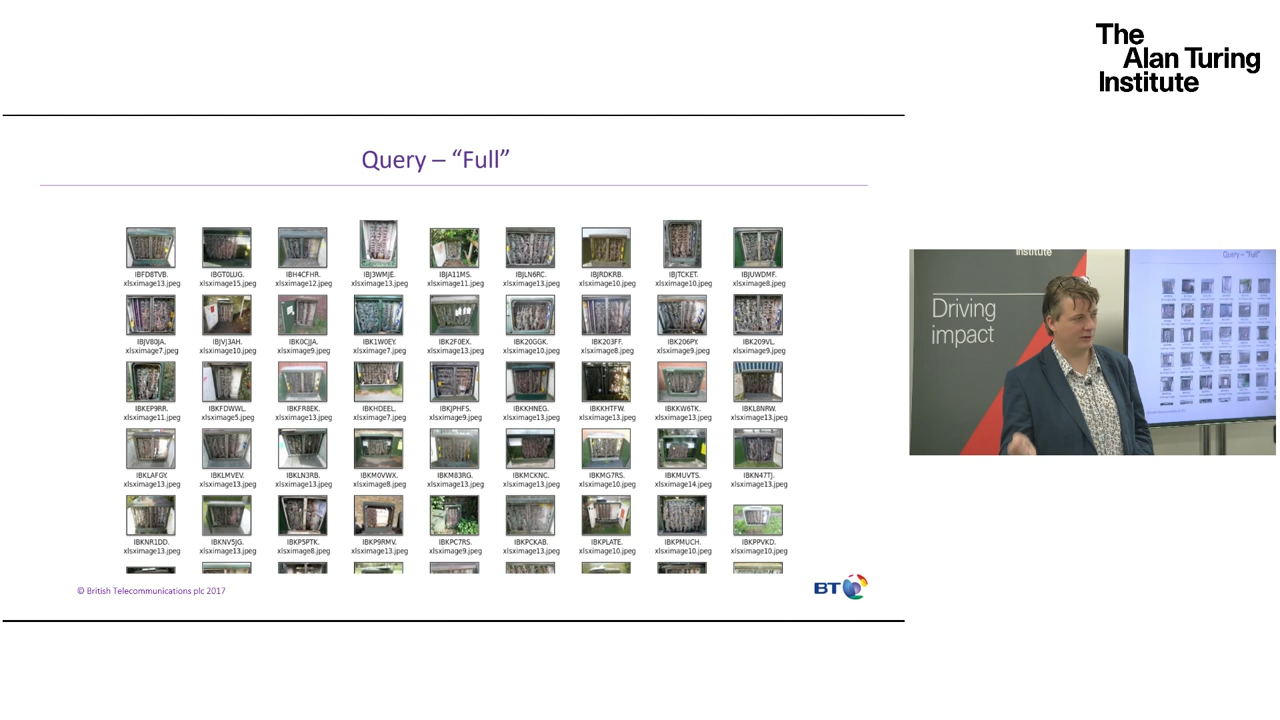 The
Alan Turing
Institute
Query – “Full”
IBFD8TVB. IBGT0LUG. IBH4CFHR. IBJ3WMJE. IBJA11MS. IBJLN6RC. IBJRDKRB. IBJTCKET. IBJUWDMF.
xlsximage13.jpeg xlsximage15.jpeg xlsximage12.jpeg xlsximage13.jpeg xlsximage11.jpeg xlsximage13.jpeg xlsximage10.jpeg xlsximage10.jpeg xlsximage8.jpeg
IBJV80JA. IBJVJ3AH. IBK0CJJA. IBK1W0EY. IBK2F0EX. IBK20GGK. IBK203FF. IBK206PY. IBK209VL.
xlsximage7.jpeg xlsximage10.jpeg xlsximage9.jpeg xlsximage7.jpeg xlsximage13.jpeg xlsximage10.jpeg xlsximage8.jpeg xlsximage9.jpeg xlsximage9.jpeg
IBKEP9RR. IBKFDWWL. IBKFR8EK. IBKHDEEL. IBKJPHFS. IBKKHNEG. IBKKHTFW. IBKKW6TK. IBKL8NRW.
xlsximage11.jpeg xlsximage5.jpeg xlsximage13.jpeg xlsximage7.jpeg xlsximage9.jpeg xlsximage13.jpeg xlsximage13.jpeg xlsximage13.jpeg xlsximage13.jpeg
IBKLAFGY. IBKLMVEV. IBKLN3RB. IBKM0VWX. IBKM83RG. IBKMCKNC. IBKMG7RS. IBKMUVTS. IBKN47TJ.
xlsximage13.jpeg xlsximage13.jpeg xlsximage13.jpeg xlsximage8.jpeg xlsximage13.jpeg xlsximage13.jpeg xlsximage10.jpeg xlsximage14.jpeg xlsximage13.jpeg
IBKNR1DD. IBKNV5JG. IBKP5PTK. IBKP9RMV. IBKPC7RS. IBKPCKAB. IBKPLATE. IBKPMUCH. IBKPPVKD.
xlsximage13.jpeg xlsximage13.jpeg xlsximage8.jpeg xlsximage13.jpeg xlsximage9.jpeg xlsximage13.jpeg xlsximage10.jpeg xlsximage10.jpeg xlsximage10.jpeg
© British Telecommunications plc 2017
BT
Institute
Driving
impact
Query – “Full”